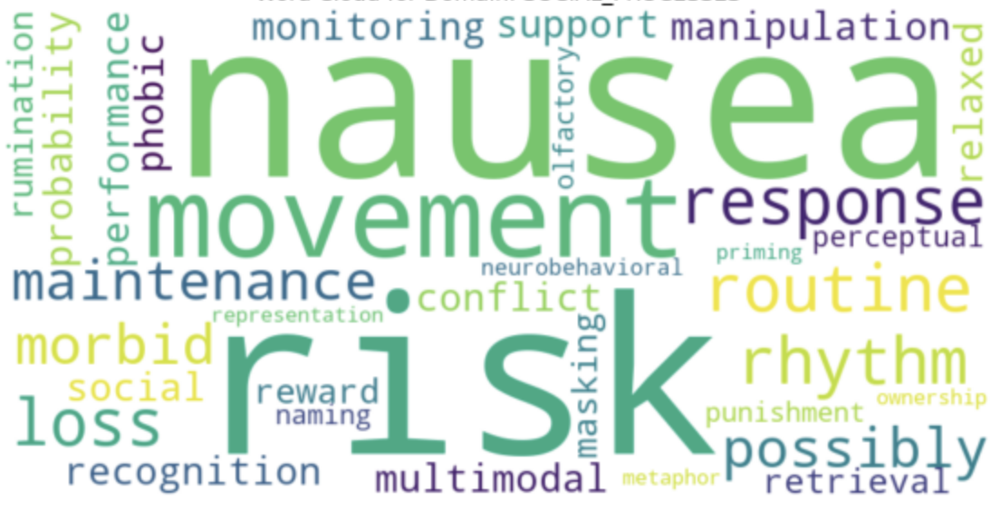 monitoring support manipulation
rumination
probability
performance
phobic
nausea
olfactory
relaxed
movement
response
perceptual
priming
neurobehavioral
maintenance
conflict
routine
representation
morbid
risk
masking
rhythm
social
reward
naming
ownership
loss
punishment
possibly
recognition
multimodal
metaphor
retrieval